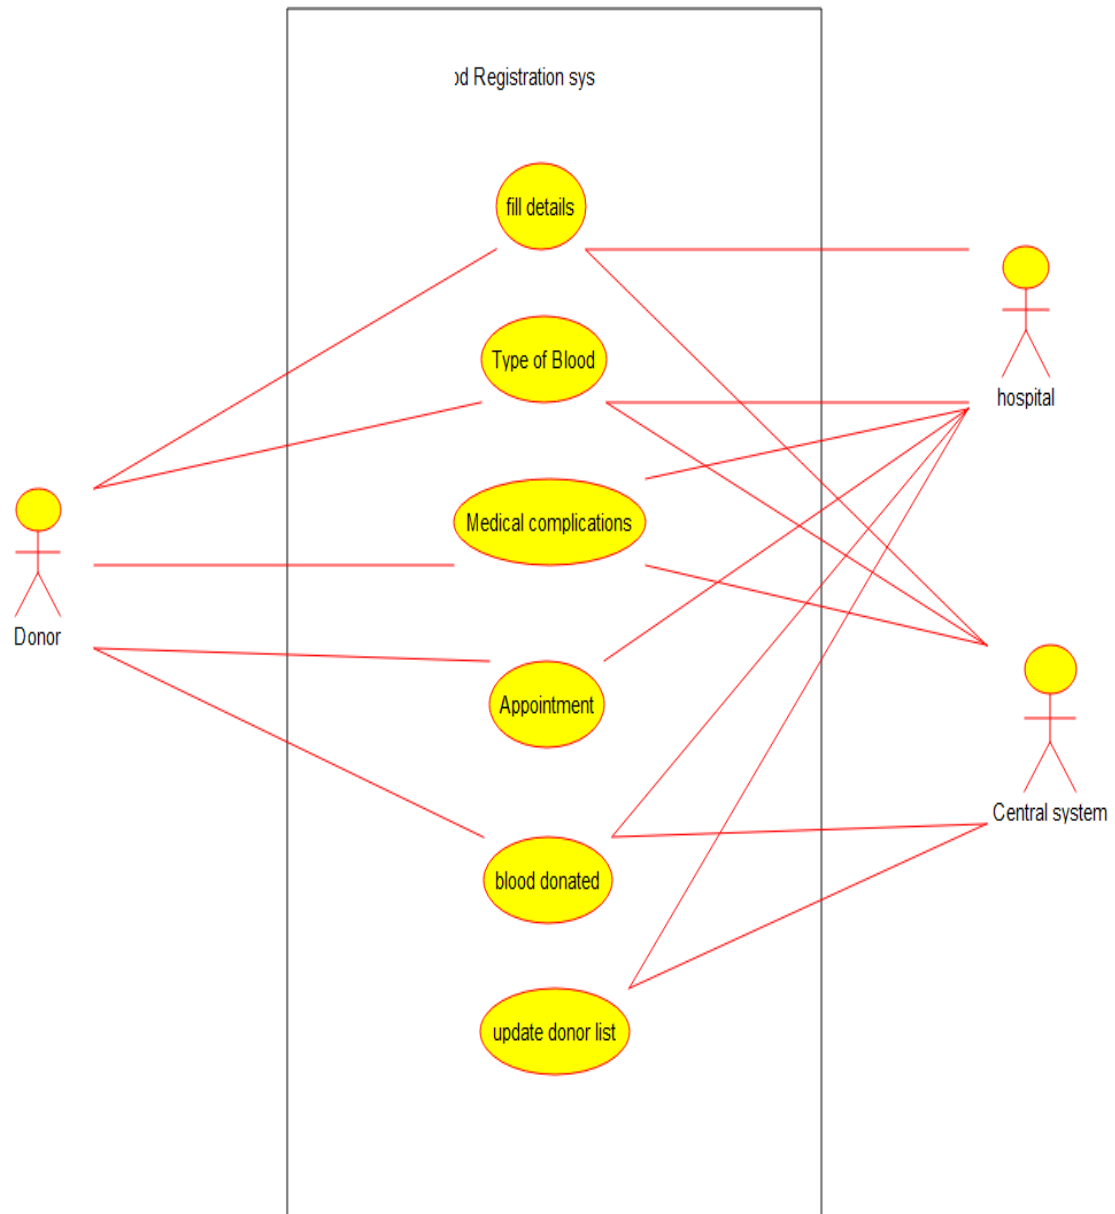 od Registration sys
fill details
Type of Blood
hospital
Medical complications
Donor
Appointment
Central system
blood donated
update donor list